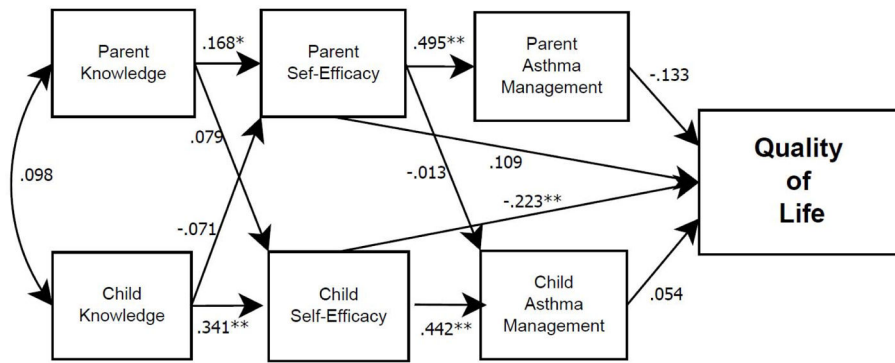 Parent
Knowledge
.168*
Parent
Sef-Efficacy
.495**
Parent
Asthma
Management
-.133
.079
.098
-.071
-.013
.109
-.223**
Quality
of
Life
Child
Knowledge
.341**
Child
Self-Efficacy
.442**
Child
Asthma
Management
.054